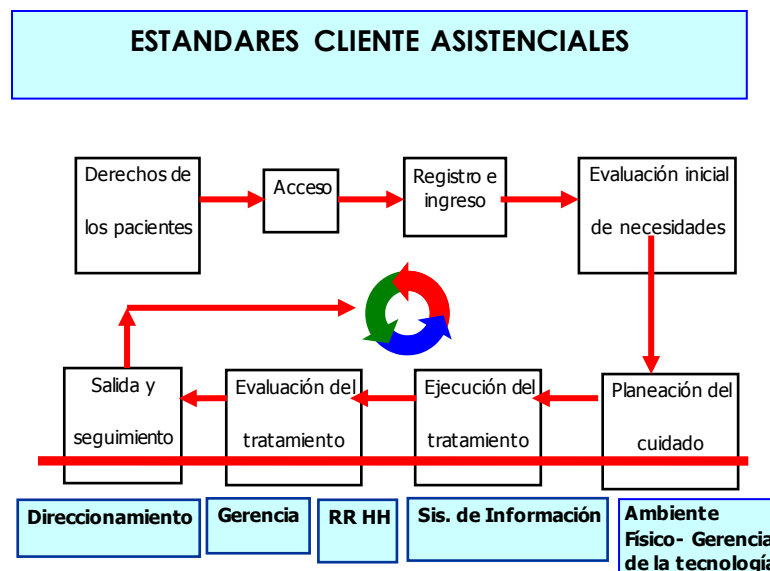 ESTANDARES CLIENTE ASISTENCIALES
Derechos de
los pacientes
Acceso
Registro e
ingreso
Evaluación inicial
de necesidades
Salida y
seguimiento
Evaluación del
tratamiento
Ejecución del
tratamiento
Planeación del
cuidado
Direccionamiento
Gerencia
RR HH
Sis. de Información
Ambiente
Físico- Gerencia
de la tecnología